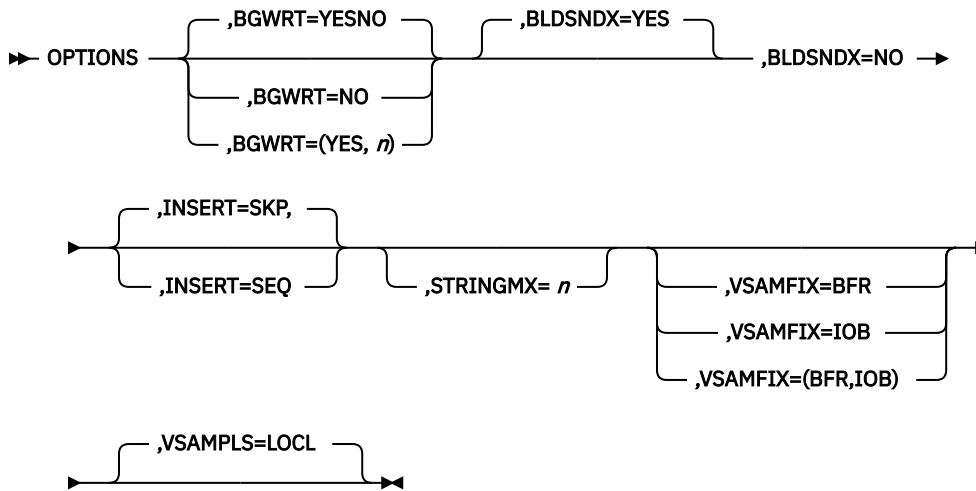 ,BGWRT=YESNO
,BLDSNDX=YES
OPTIONS
,BLDSNDX=NO
,BGWRT=NO
,BGWRT=(YES, n)
,INSERT=SKP,
,INSERT=SEQ
,STRINGMX= n
,VSAMFIX=BFR
,VSAMFIX=IOB
,VSAMFIX=(BFR,IOB)
,VSAMPLS=LOCL